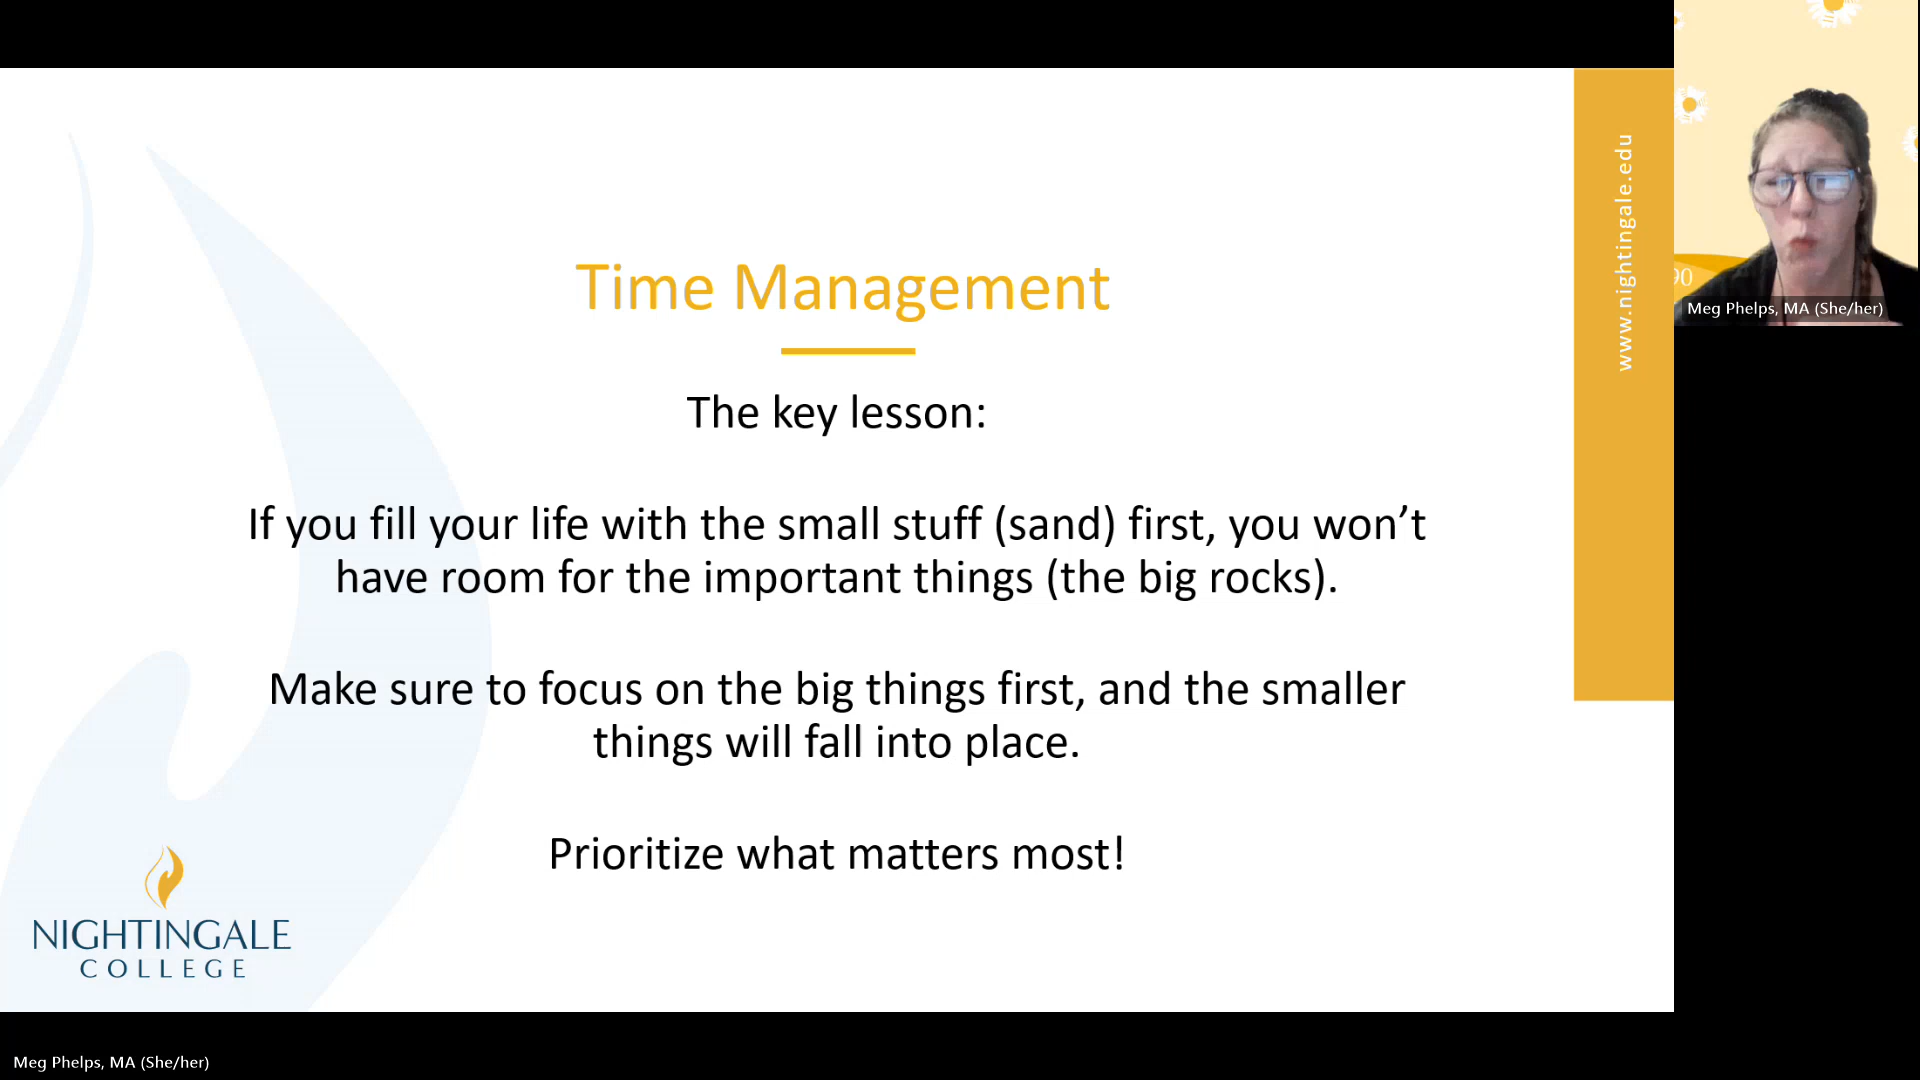 Time Management
The key lesson:
If you fill your life with the small stuff (sand) first, you won’t
have room for the important things (the big rocks).
Make sure to focus on the big things first, and the smaller
things will fall into place.
Prioritize what matters most!
NIGHTINGALE
COLLEGE
www.nightingale.edu
90
Meg Phelps, MA (She/her)
Meg Phelps, MA (She/her)